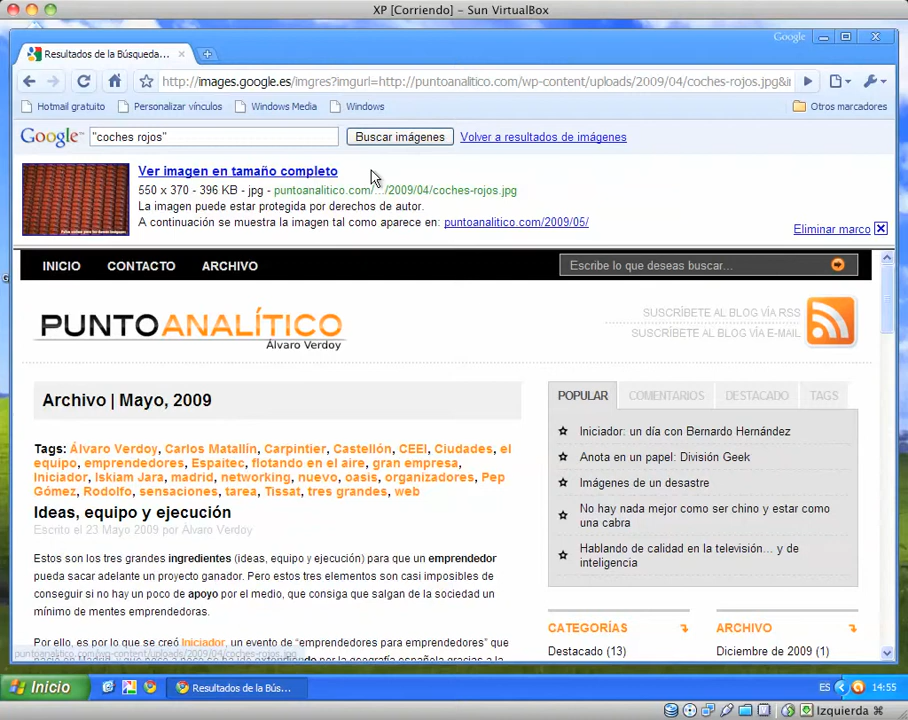 XP [Corriendo] – Sun VirtualBox
Google
Resultados de la Búsqueda...
http://images.google.es/imgres?imgurl=http://puntoanalitico.com/wp-content/uploads/2009/04/coches-rojos.jpg&i
Hotmail gratuito Personalizar vínculos Windows Media Windows Otros marcadores
Google "coches rojos" Buscar imágenes Volver a resultados de imágenes
Ver imagen en tamaño completo
550 x 370 - 396 KB - jpg - puntoanalitico.com/.../2009/04/coches-rojos.jpg
La imagen puede estar protegida por derechos de autor.
A continuación se muestra la imagen tal como aparece en: puntoanalitico.com/2009/05/
Eliminar marco
INICIO CONTACTO ARCHIVO Escribe lo que deseas buscar...
PUNTOANALÍTICO
Álvaro Verdoy
SUSCRÍBETE AL BLOG VÍA RSS
SUSCRÍBETE AL BLOG VÍA E-MAIL
Archivo | Mayo, 2009
Tags: Álvaro Verdoy, Carlos Matallín, Carpintier, Castellón, CEEI, Ciudades, el
equipo, emprendedores, Espaitec, flotando en el aire, gran empresa,
Iniciador, Iskiam Jara, madrid, networking, nuevo, oasis, organizadores, Pep
Gómez, Rodolfo, sensaciones, tarea, Tissat, tres grandes, web
Ideas, equipo y ejecución
Escrito el 23 Mayo 2009 por Álvaro Verdoy
Estos son los tres grandes ingredientes (ideas, equipo y ejecución) para que un emprendedor
pueda sacar adelante un proyecto ganador. Pero estos tres elementos son casi imposibles de
conseguir si no hay un poco de apoyo por el medio, que consiga que salgan de la sociedad un
mínimo de mentes emprendedoras.
Por ello, es por lo que se creó Iniciador, un evento de "emprendedores para emprendedores" que
POPULAR COMENTARIOS DESTACADO TAGS
Iniciador: un día con Bernardo Hernández
Anota en un papel: División Geek
Imágenes de un desastre
No hay nada mejor como ser chino y estar como
una cabra
Hablando de calidad en la televisión... y de
inteligencia
CATEGORÍAS ARCHIVO
Destacado (13) Diciembre de 2009 (1)
puntoanalitico.com/wp-content/uploads/2009/04/coches-rojos.jpg
Inicio Resultados de la Bús... ES 14:55
Izquierda ⌘